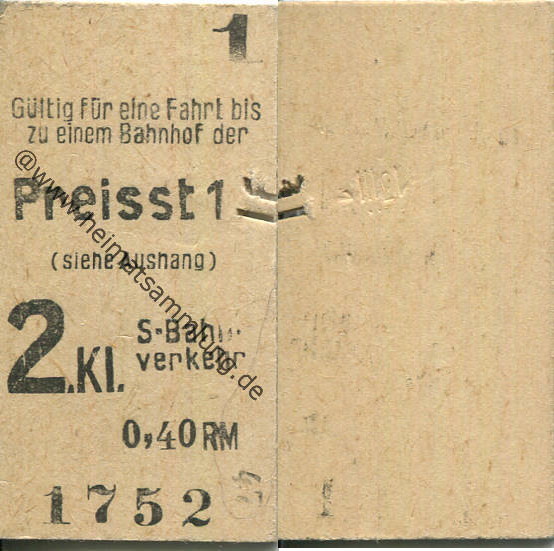 1
Gültig für eine Fahrt bis
zu einem Bahnhof der
Preisst 1
(siehe Aushang)
2.Kl.
S-Bahn-
verkehr
0,40 RM
1752
@www.heimatsammlung.de